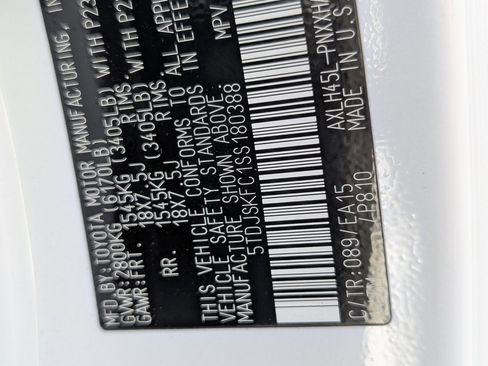 MFD. BY: TOYOTA MOTOR MANUFACTURING, IN
GVWR: 2800KG (6170LB)
GAWR: FRT. 1545KG (3405LB) WITH P23
18X7.5J RIMS,
RR. 1545KG (3405LB) WITH P2
18X7.5J RIMS,
THIS VEHICLE CONFORMS TO ALL APPL
VEHICLE SAFETY STANDARDS IN EFFE
MANUFACTURE SHOWN ABOVE.
5TDJSKFC1SS180388 MPV
C/TR:089/EA15 AXLH45L-PNXXH
/P810 MADE IN U.S.